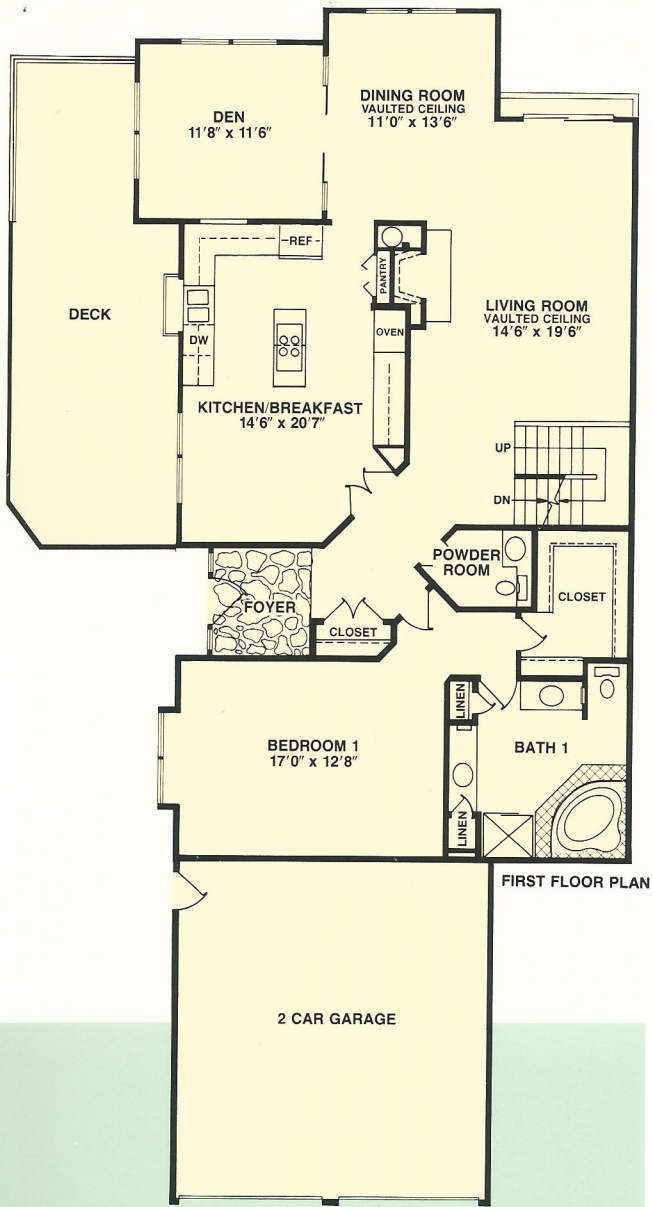 DINING ROOM
VAULTED CEILING
11'0" x 13'6"
DEN
11'8" x 11'6"
REF
PANTRY
DECK
LIVING ROOM
VAULTED CEILING
14'6" x 19'6"
OVEN
DW
KITCHEN/BREAKFAST
14'6" x 20'7"
UP
DN
POWDER
ROOM
CLOSET
FOYER
CLOSET
LINEN
BEDROOM 1
17'0" x 12'8"
BATH 1
LINEN
FIRST FLOOR PLAN
2 CAR GARAGE